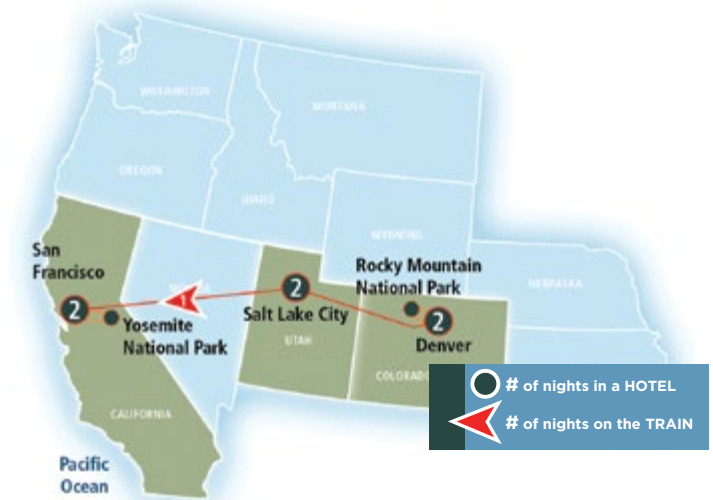 WASHINGTON
MONTANA
OREGON
IDAHO
WYOMING
San
Francisco
Rocky Mountain
National Park
NEBRASKA
2
1
2
2
Yosemite
National Park
Salt Lake City
Denver
UTAH
COLORADO
CALIFORNIA
# of nights in a HOTEL
# of nights on the TRAIN
Pacific
Ocean